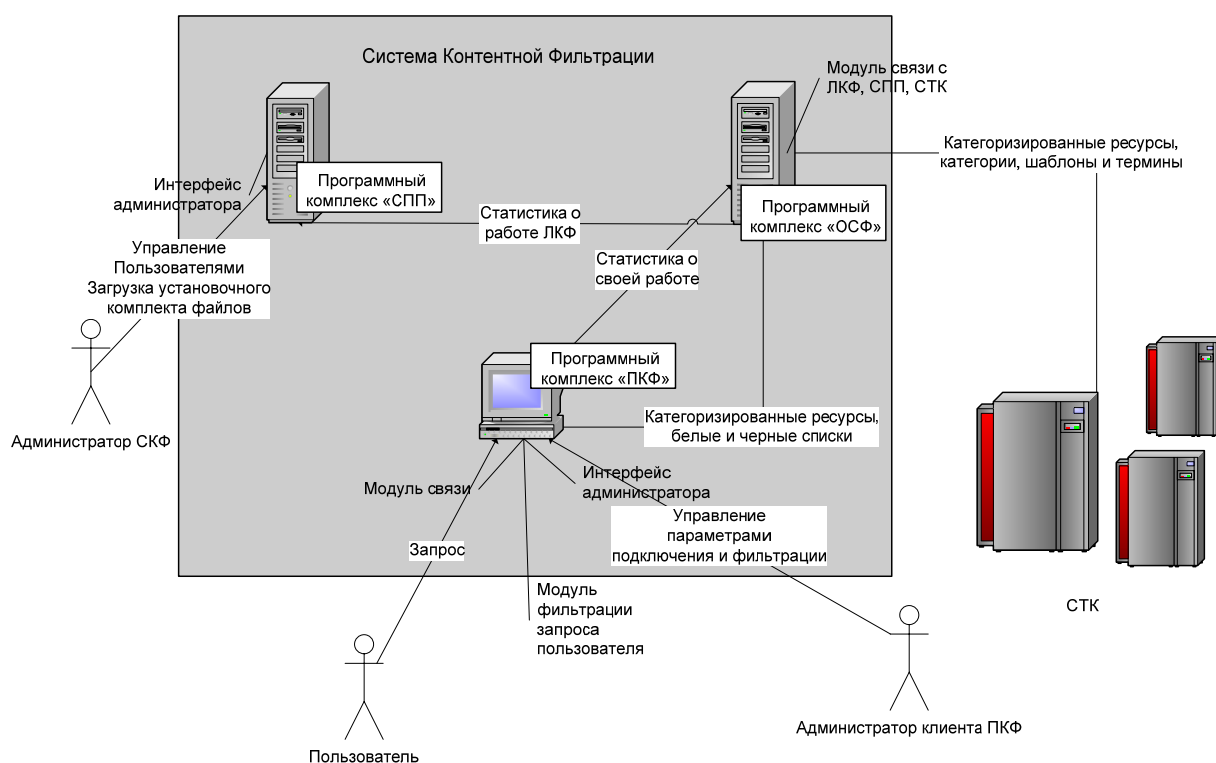 Система Контентной Фильтрации
Модуль связи с
ЛКФ, СПП, СТК
Категоризированные ресурсы,
категории, шаблоны и термины
Интерфейс
администратора
Программный
комплекс «СПП»
Программный
комплекс «ОСФ»
Статистика о
работе ЛКФ
Управление
Пользователями
Загрузка установочного
комплекта файлов
Статистика о
своей работе
Программный
комплекс «ПКФ»
Администратор СКФ
Категоризированные ресурсы,
белые и черные списки
Модуль связи
Интерфейс
администратора
Управление
параметрами
подключения и фильтрации
Запрос
Модуль
фильтрации
запроса
пользователя
СТК
Администратор клиента ПКФ
Пользователь